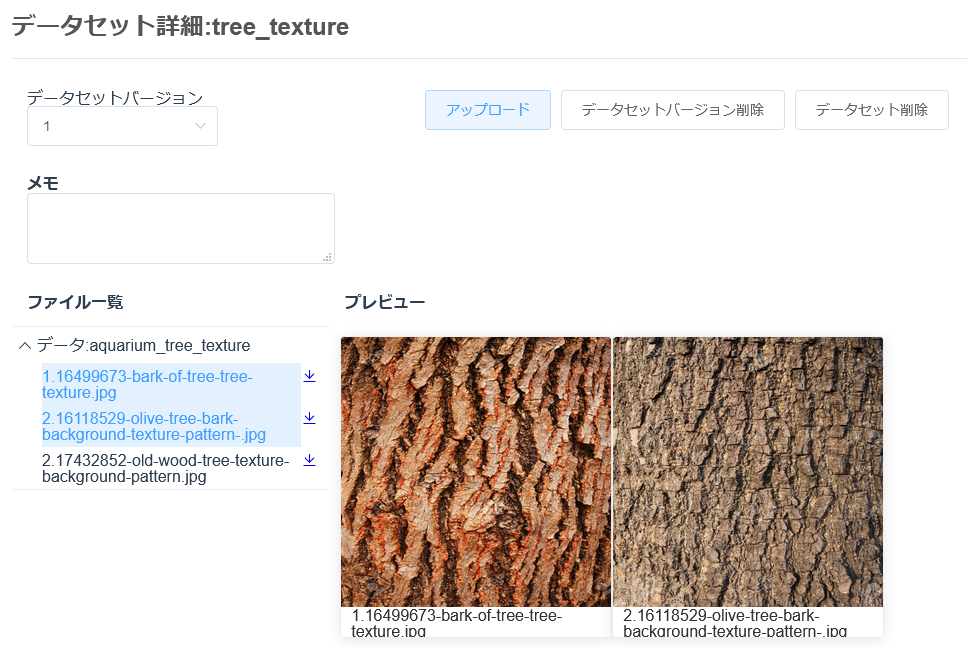 データセット詳細:tree_texture
データセットバージョン
1
アップロード
データセットバージョン削除
データセット削除
メモ
ファイル一覧
プレビュー
データ:aquarium_tree_texture
1.16499673-bark-of-tree-tree-
texture.jpg
2.16118529-olive-tree-bark-
background-texture-pattern-.jpg
2.17432852-old-wood-tree-texture-
background-pattern.jpg
1.16499673-bark-of-tree-tree-
texture.jpg
2.16118529-olive-tree-bark-
background-texture-pattern-.jpg